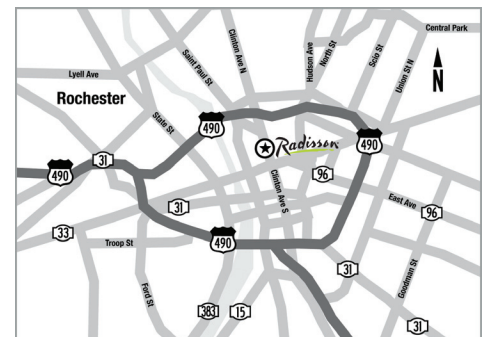 Central Park
Clinton Ave N
Saint Paul St
Hudson Ave
North St
Scio St
Union St N
N
Lyell Ave
Rochester
State St
490
31
490
Radisson
490
490
96
Clinton Ave S
31
East Ave
96
33
Troop St
490
31
Goodman St
Ford St
383
15
31